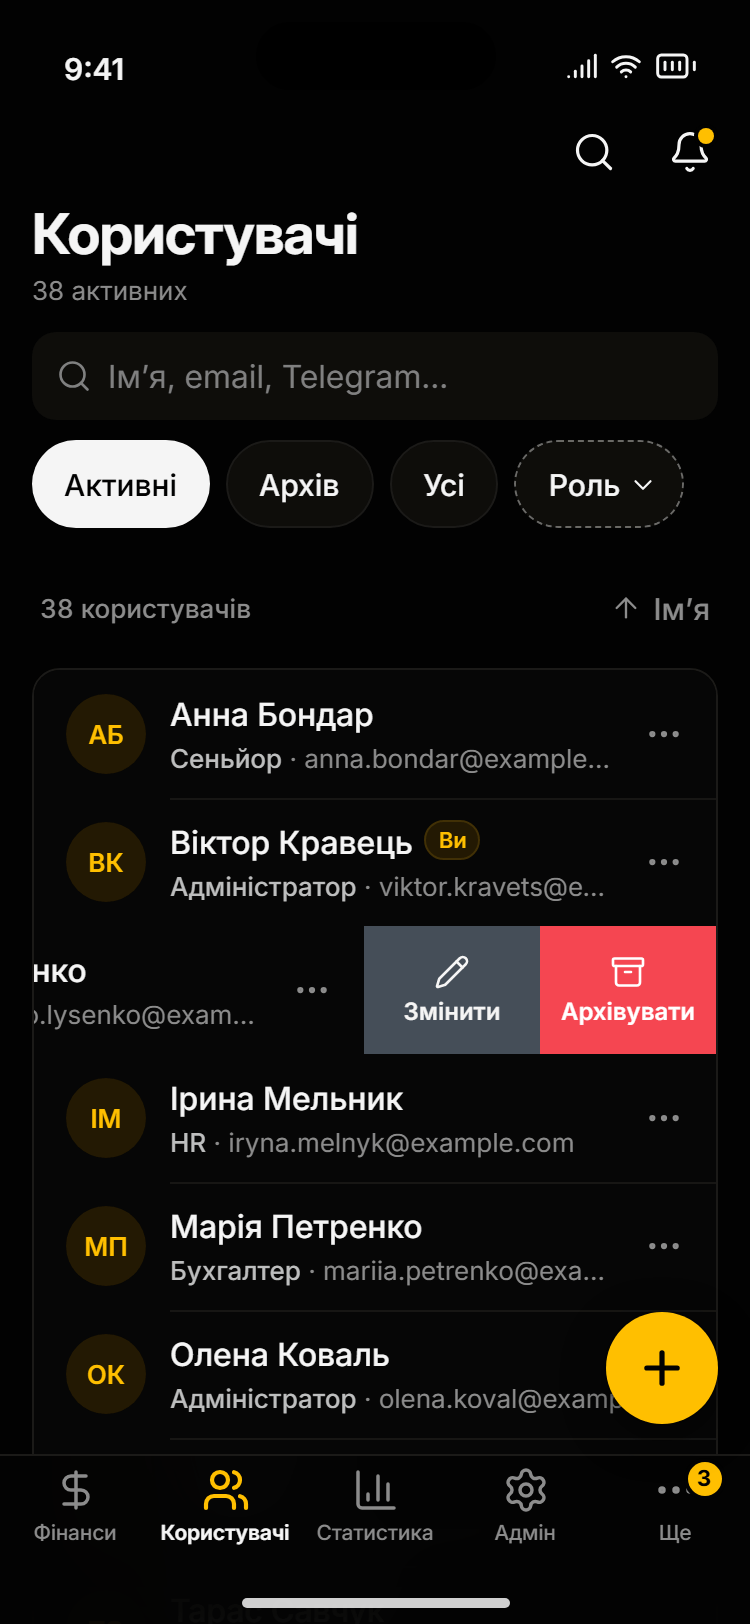 9:41
Користувачі
38 активних
Ім’я, email, Telegram...
Активні Архів Усі Роль
38 користувачів ↑ Ім’я
АБ Анна Бондар
Сеньйор · anna.bondar@example...
ВК Віктор Кравець Ви
Адміністратор · viktor.kravets@e...
нко
.lysenko@exam...
Змінити Архівувати
ІМ Ірина Мельник
HR · iryna.melnyk@example.com
МП Марія Петренко
Бухгалтер · mariia.petrenko@exa...
ОК Олена Коваль
Адміністратор · olena.koval@examp
3
Фінанси Користувачі Статистика Адмін Ще
Тарас Савчук